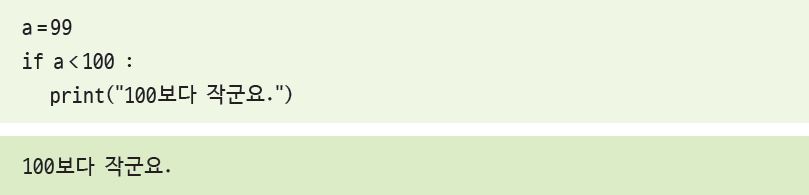 a=99
if a<100 :
    print("100보다 작군요.")
100보다 작군요.